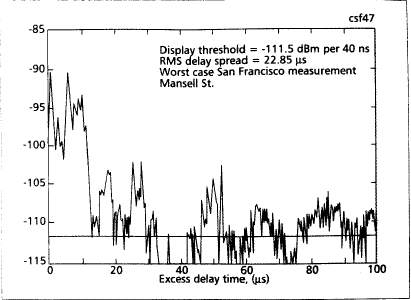 csf47
-85
Display threshold = -111.5 dBm per 40 ns
RMS delay spread = 22.85 µs
Worst case San Francisco measurement
Mansell St.
-90
-95
-100
-105
-110
-115
0 20 40 60 80 100
Excess delay time, (µs)